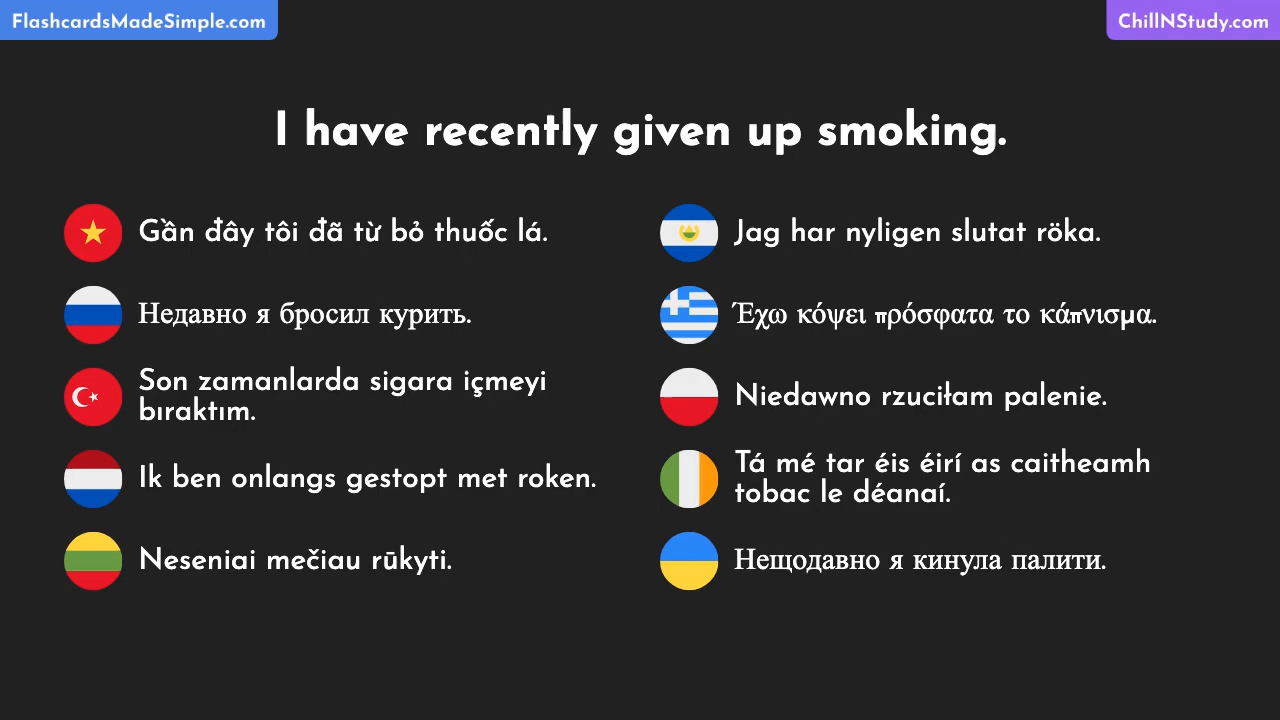 FlashcardsMadeSimple.com
ChillNStudy.com
I have recently given up smoking.
Gần đây tôi đã từ bỏ thuốc lá.
Недавно я бросил курить.
Son zamanlarda sigara içmeyi
bıraktım.
Ik ben onlangs gestopt met roken.
Neseniai mečiau rūkyti.
Jag har nyligen slutat röka.
Έχω κόψει πρόσφατα το κάπνισμα.
Niedawno rzuciłam palenie.
Tá mé tar éis éirí as caitheamh
tobac le déanaí.
Нещодавно я кинула палити.